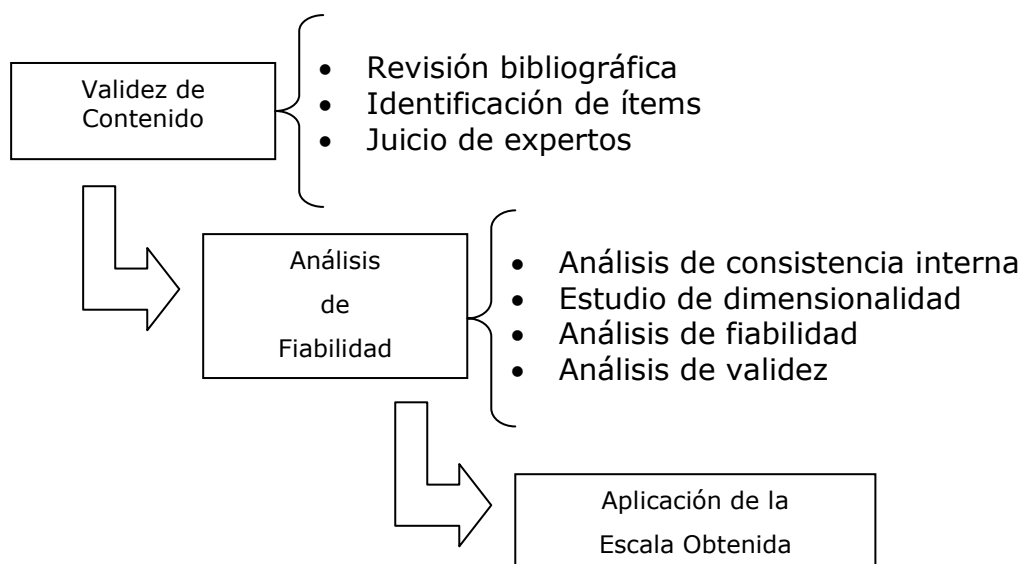 Validez de
Contenido
• Revisión bibliográfica
• Identificación de ítems
• Juicio de expertos
Análisis
de
Fiabilidad
• Análisis de consistencia interna
• Estudio de dimensionalidad
• Análisis de fiabilidad
• Análisis de validez
Aplicación de la
Escala Obtenida